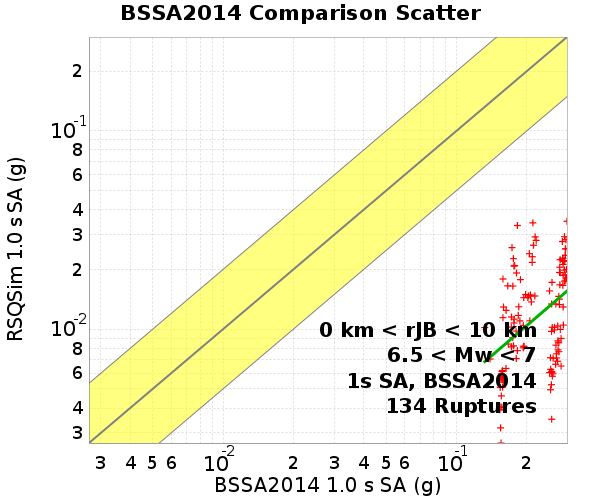 BSSA2014 Comparison Scatter
RSQSim 1.0 s SA (g)
2
10-1
8
6
4
3
2
10-2
8
6
4
3
0 km < rJB < 10 km
6.5 < Mw < 7
1s SA, BSSA2014
134 Ruptures
3 4 5 6 10-2 2 3 4 5 6 10-1 2
BSSA2014 1.0 s SA (g)